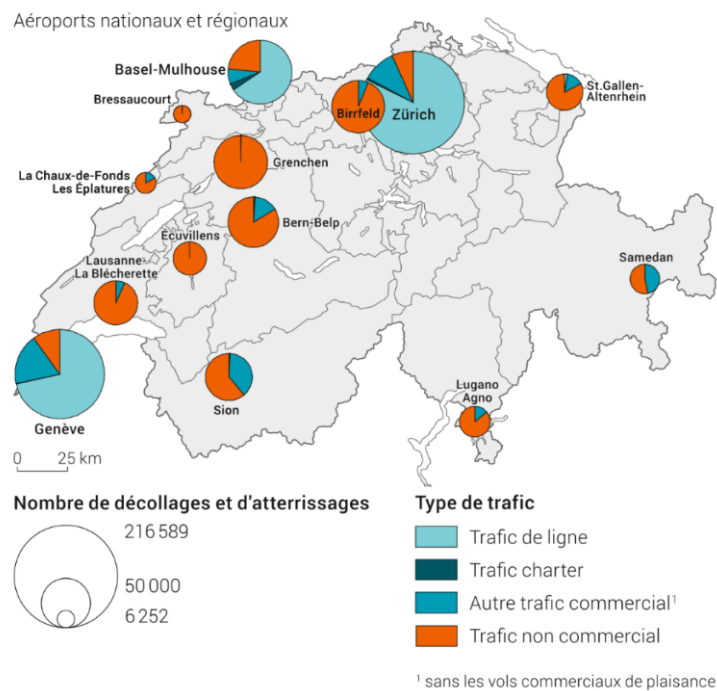 Aéroports nationaux et régionaux
Basel-Mulhouse
Bressaucourt
Birrfeld
Zürich
St.Gallen-
Altenrhein
Grenchen
La Chaux-de-Fonds
Les Éplatures
Bern-Belp
Écuvillens
Lausanne-
La Blécherette
Samedan
Genève
Sion
Lugano
Agno
0 25 km
Nombre de décollages et d'atterrissages
216 589
50 000
6 252
Type de trafic
Trafic de ligne
Trafic charter
Autre trafic commercial¹
Trafic non commercial
¹ sans les vols commerciaux de plaisance